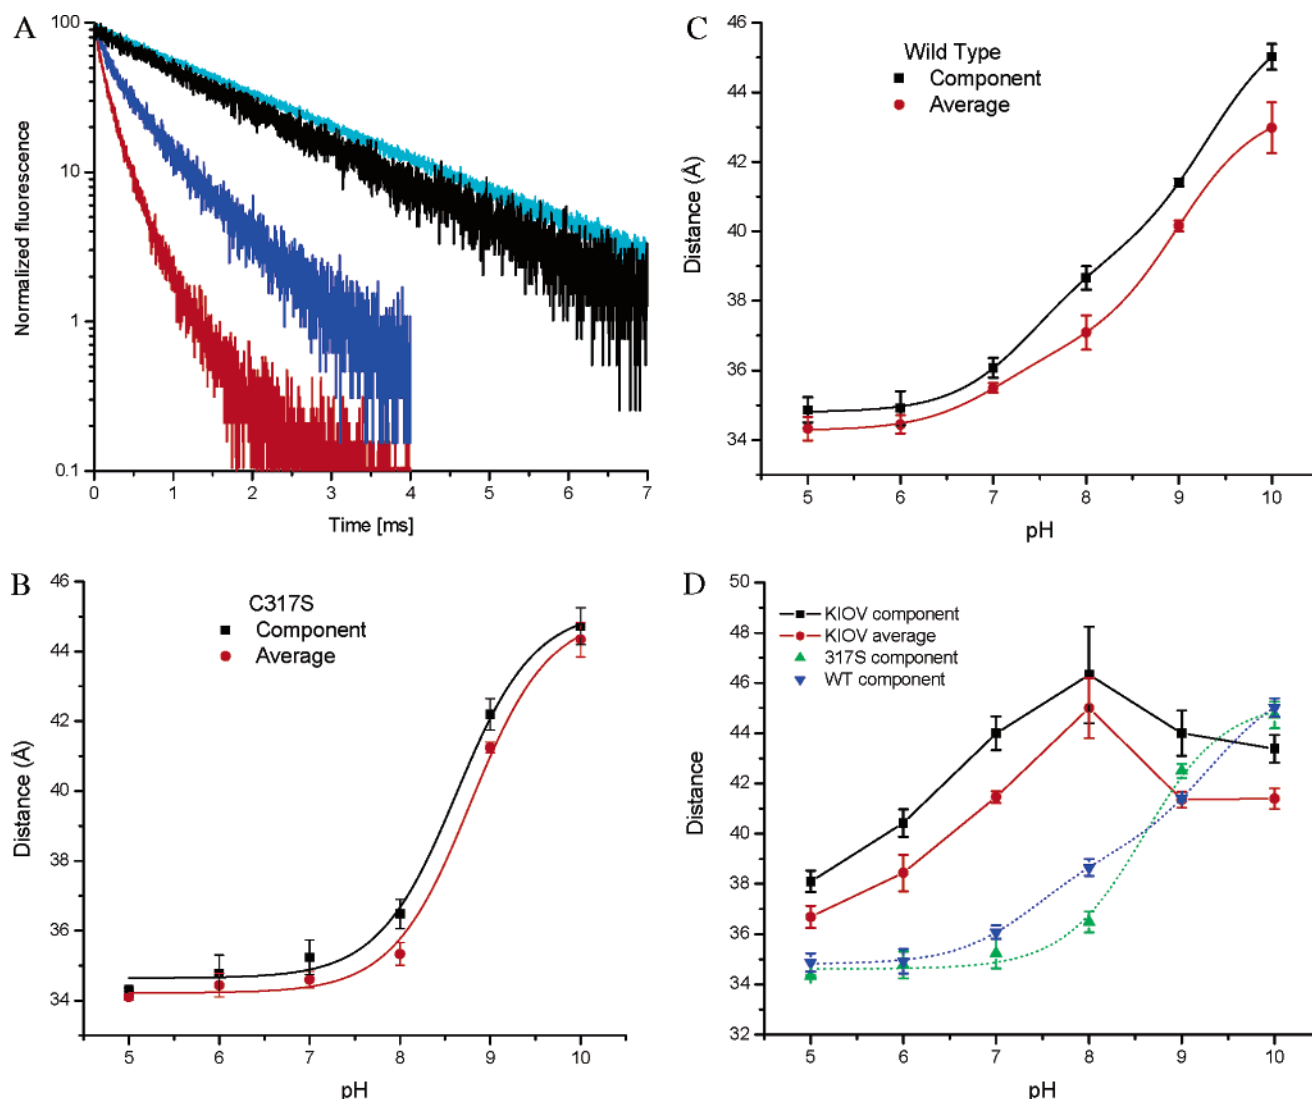 A
100
10
1
0.1
Normalized fluorescence
0 1 2 3 4 5 6 7
Time [ms]
B
46
44
42
40
38
36
34
Distance (Å)
C317S
Component
Average
5 6 7 8 9 10
pH
C
46
44
42
40
38
36
34
Distance (Å)
Wild Type
Component
Average
5 6 7 8 9 10
pH
D
50
48
46
44
42
40
38
36
34
32
Distance
KIOV component
KIOV average
317S component
WT component
5 6 7 8 9 10
pH